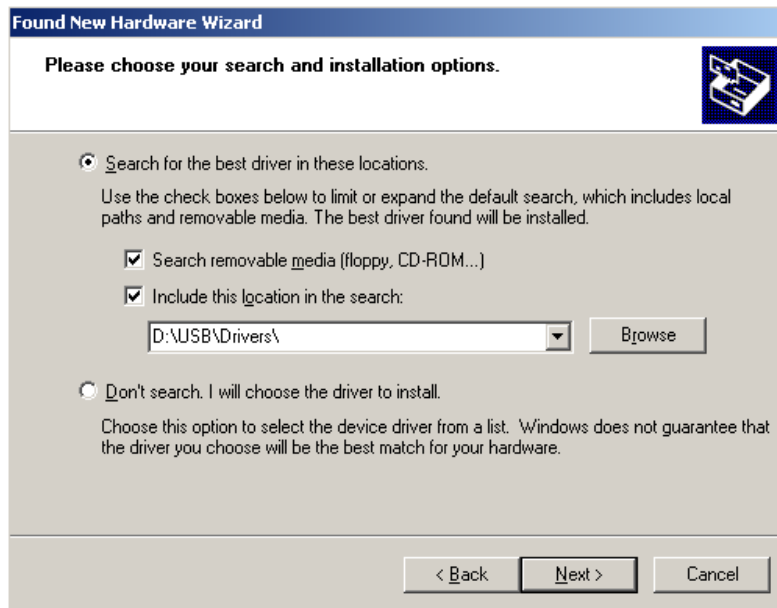 Found New Hardware Wizard
Please choose your search and installation options.
Search for the best driver in these locations.
Use the check boxes below to limit or expand the default search, which includes local
paths and removable media. The best driver found will be installed.
Search removable media (floppy, CD-ROM...)
Include this location in the search:
D:\USB\Drivers\
Browse
Don't search. I will choose the driver to install.
Choose this option to select the device driver from a list. Windows does not guarantee that
the driver you choose will be the best match for your hardware.
< Back
Next >
Cancel